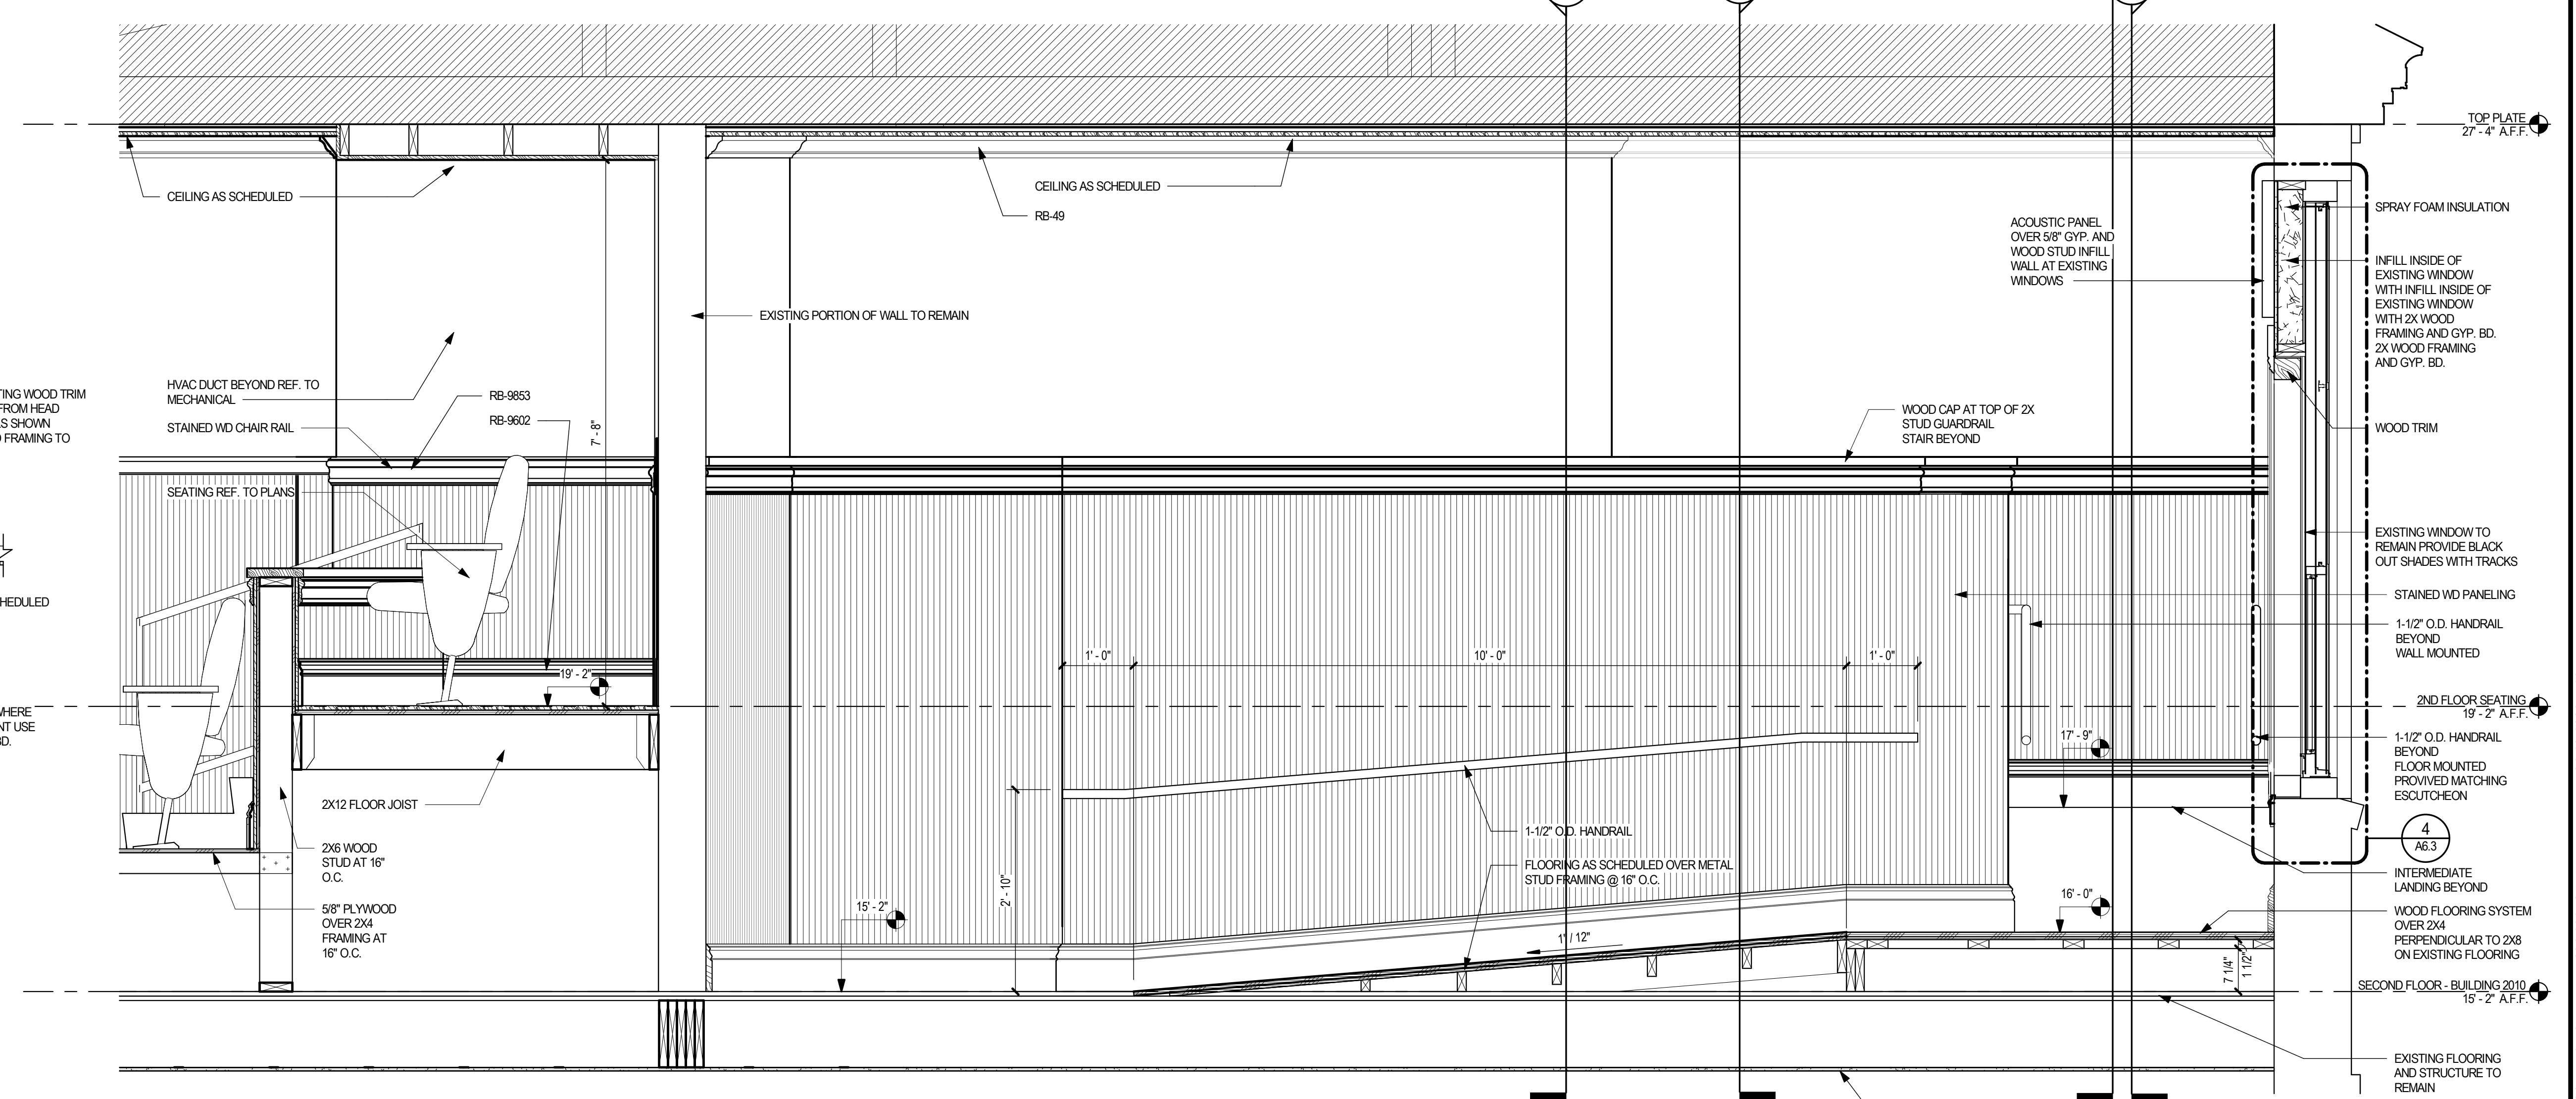 TOP PLATE
27' - 4" A.F.F.
CEILING AS SCHEDULED
CEILING AS SCHEDULED
RB-49
SPRAY FOAM INSULATION
ACOUSTIC PANEL
OVER 5/8" GYP. AND
WOOD STUD INFILL
WALL AT EXISTING
WINDOWS
INFILL INSIDE OF
EXISTING WINDOW
WITH INFILL INSIDE OF
EXISTING WINDOW
WITH 2X WOOD
FRAMING AND GYP. BD.
2X WOOD FRAMING
AND GYP. BD.
EXISTING PORTION OF WALL TO REMAIN
TING WOOD TRIM
FROM HEAD
AS SHOWN
D FRAMING TO
HVAC DUCT BEYOND REF. TO
MECHANICAL
RB-9853
RB-9602
STAINED WD CHAIR RAIL
7' - 8"
WOOD CAP AT TOP OF 2X
STUD GUARDRAIL
STAIR BEYOND
WOOD TRIM
SEATING REF. TO PLANS
EXISTING WINDOW TO
REMAIN PROVIDE BLACK
OUT SHADES WITH TRACKS
HEDULED
STAINED WD PANELING
1-1/2" O.D. HANDRAIL
BEYOND
WALL MOUNTED
1' - 0"
10' - 0"
1' - 0"
19' - 2"
2ND FLOOR SEATING
19' - 2" A.F.F.
WHERE
NT USE
BD.
17' - 9"
1-1/2" O.D. HANDRAIL
BEYOND
FLOOR MOUNTED
PROVIVED MATCHING
ESCUTCHEON
2X12 FLOOR JOIST
1-1/2" O.D. HANDRAIL
4
A6.3
2X6 WOOD
STUD AT 16"
O.C.
FLOORING AS SCHEDULED OVER METAL
STUD FRAMING @ 16" O.C.
INTERMEDIATE
LANDING BEYOND
2' - 10"
15' - 2"
16' - 0"
5/8" PLYWOOD
OVER 2X4
FRAMING AT
16" O.C.
WOOD FLOORING SYSTEM
OVER 2X4
PERPENDICULAR TO 2X8
ON EXISTING FLOORING
1" / 12"
7 1/4"
1 1/2"
SECOND FLOOR - BUILDING 2010
15' - 2" A.F.F.
EXISTING FLOORING
AND STRUCTURE TO
REMAIN